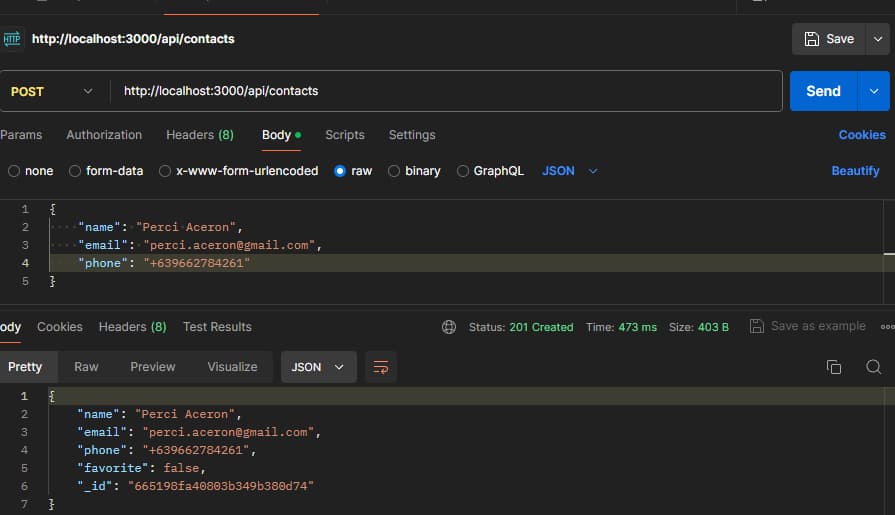 HTTP http://localhost:3000/api/contacts Save
POST http://localhost:3000/api/contacts Send
Params Authorization Headers (8) Body Scripts Settings Cookies
none form-data x-www-form-urlencoded raw binary GraphQL JSON Beautify
1 {
2 "name": "Perci Aceron",
3 "email": "perci.aceron@gmail.com",
4 "phone": "+639662784261"
5 }
ody Cookies Headers (8) Test Results Status: 201 Created Time: 473 ms Size: 403 B Save as example
Pretty Raw Preview Visualize JSON
1 {
2 "name": "Perci Aceron",
3 "email": "perci.aceron@gmail.com",
4 "phone": "+639662784261",
5 "favorite": false,
6 "_id": "665198fa40803b349b380d74"
7 }